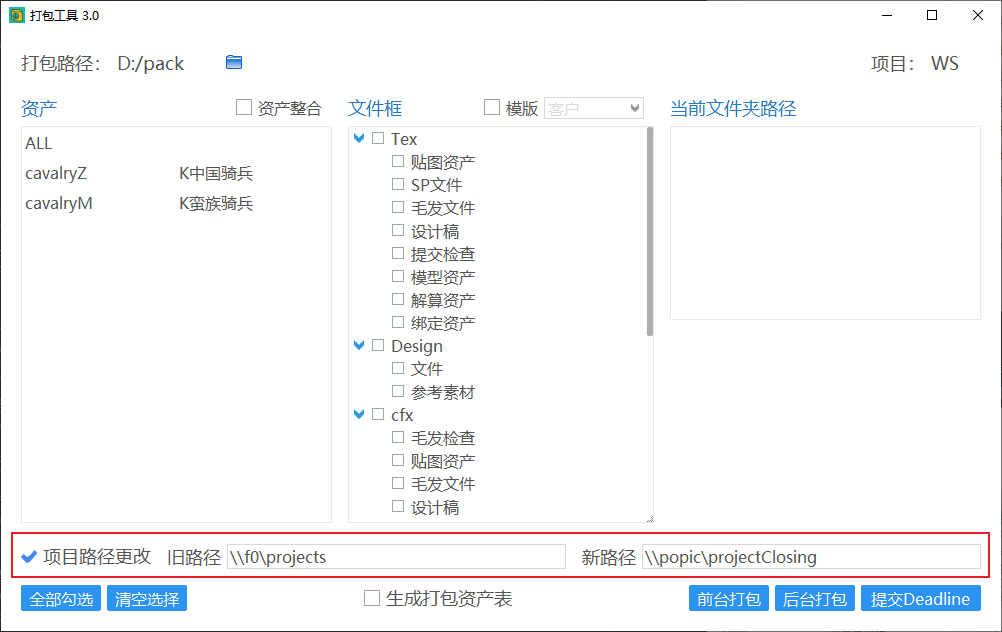 打包工具 3.0
打包路径： D:/pack 项目： WS
资产 资产整合 文件框 模版 客户 当前文件夹路径
ALL
cavalryZ K中国骑兵
cavalryM K蛮族骑兵
Tex
贴图资产
SP文件
毛发文件
设计稿
提交检查
模型资产
解算资产
绑定资产
Design
文件
参考素材
cfx
毛发检查
贴图资产
毛发文件
设计稿
项目路径更改 旧路径 \\f0\projects 新路径 \\popic\projectClosing
全部勾选 清空选择 生成打包资产表 前台打包 后台打包 提交Deadline